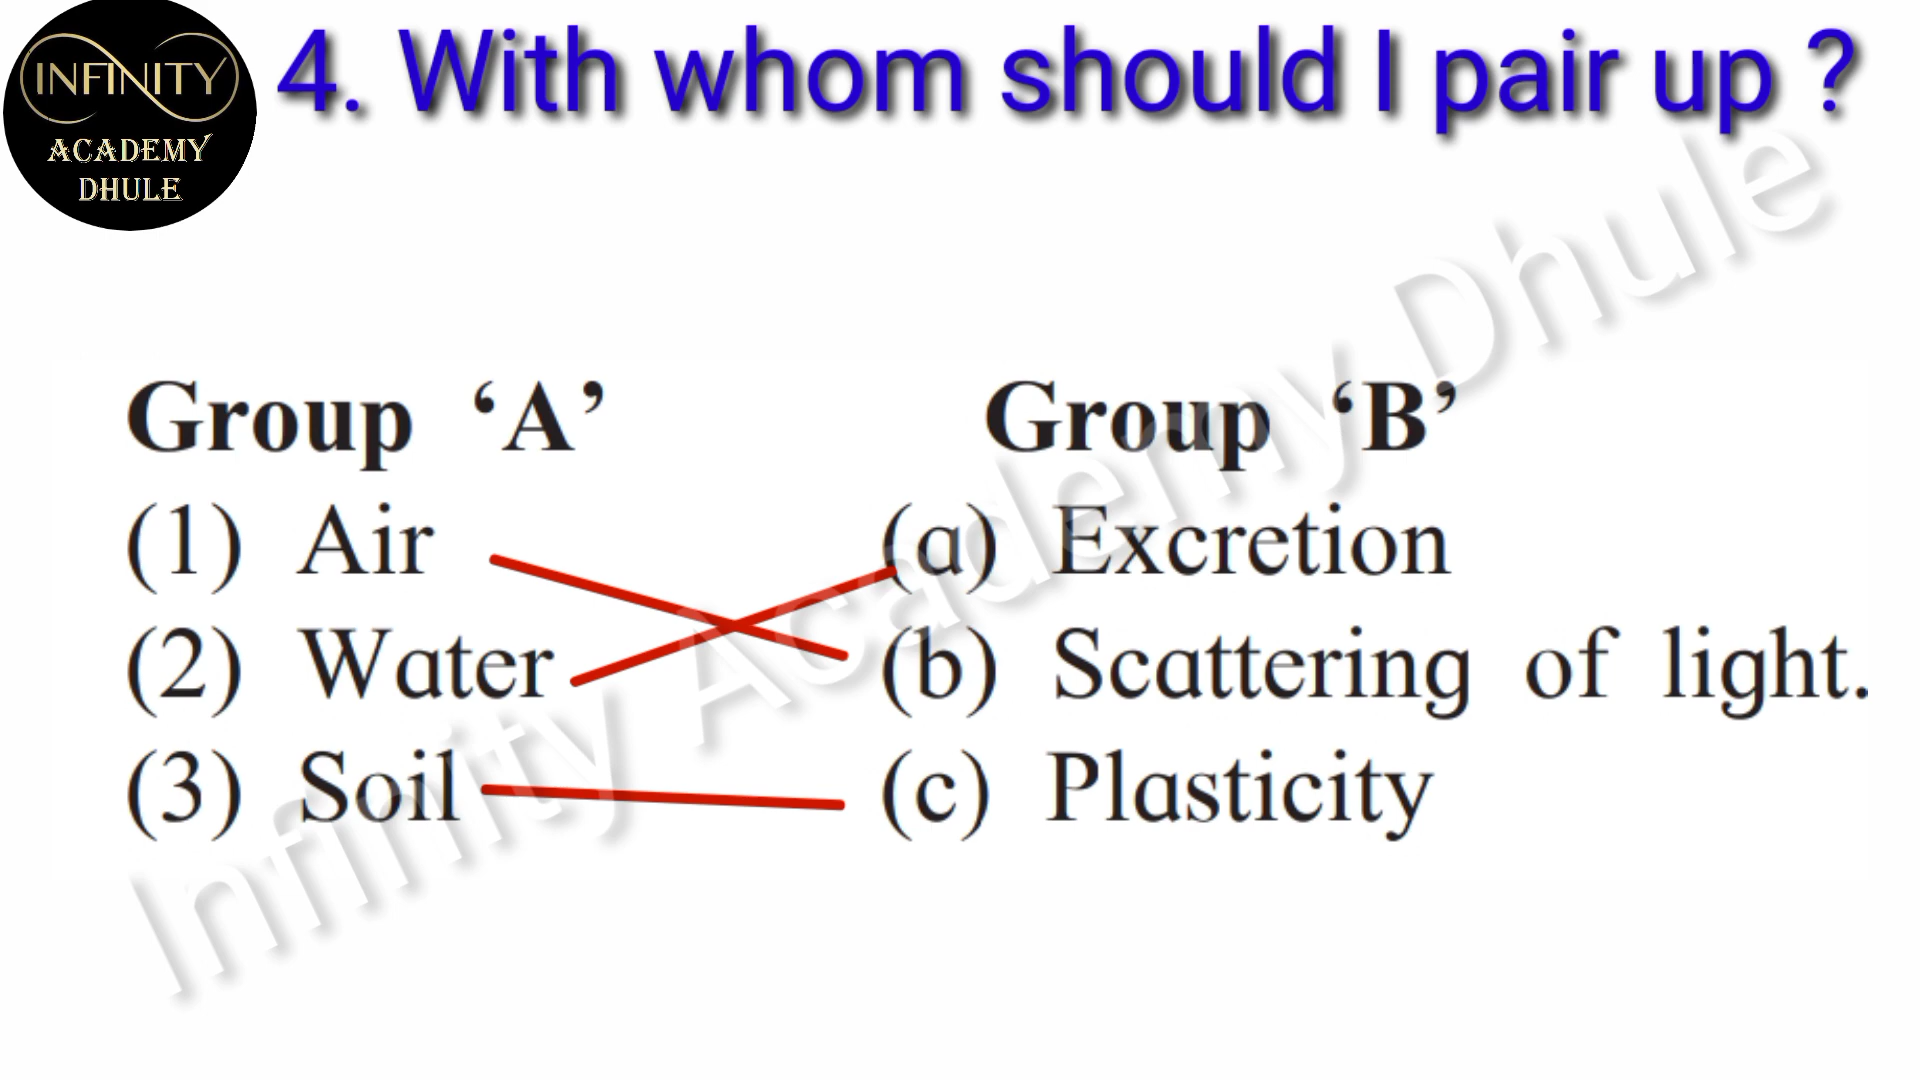 INFINITY
ACADEMY
DHULE
4. With whom should I pair up ?
Group ‘A’ Group ‘B’
(1) Air (a) Excretion
(2) Water (b) Scattering of light.
(3) Soil (c) Plasticity
Infinity Academy Dhule